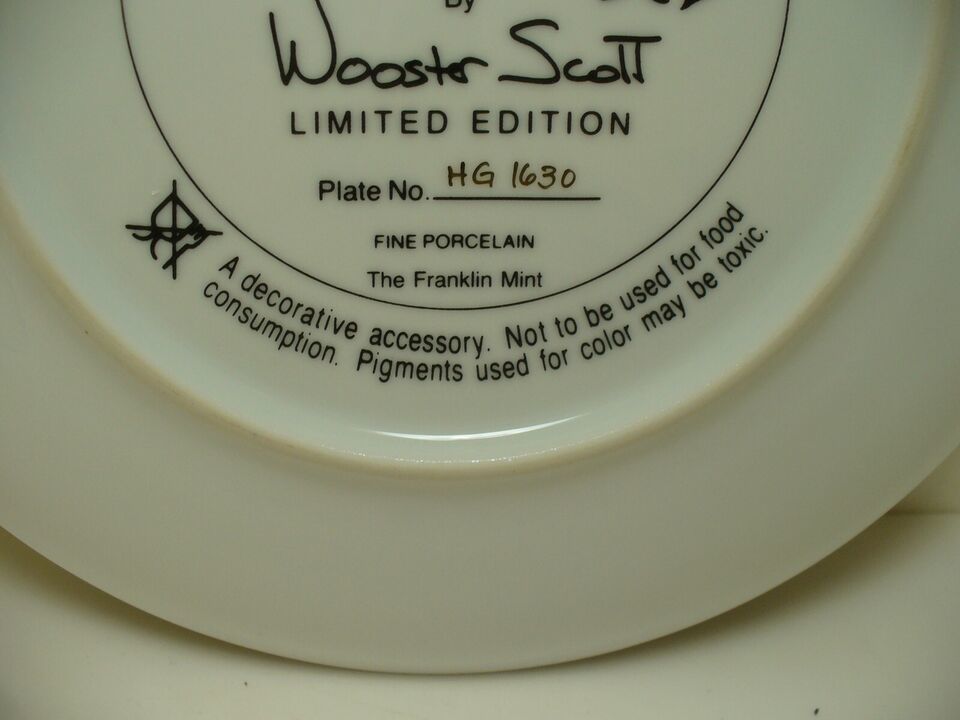 By
Wooster Scott
LIMITED EDITION
Plate No. HG 1630
FINE PORCELAIN
The Franklin Mint
A decorative accessory. Not to be used for food
consumption. Pigments used for color may be toxic.